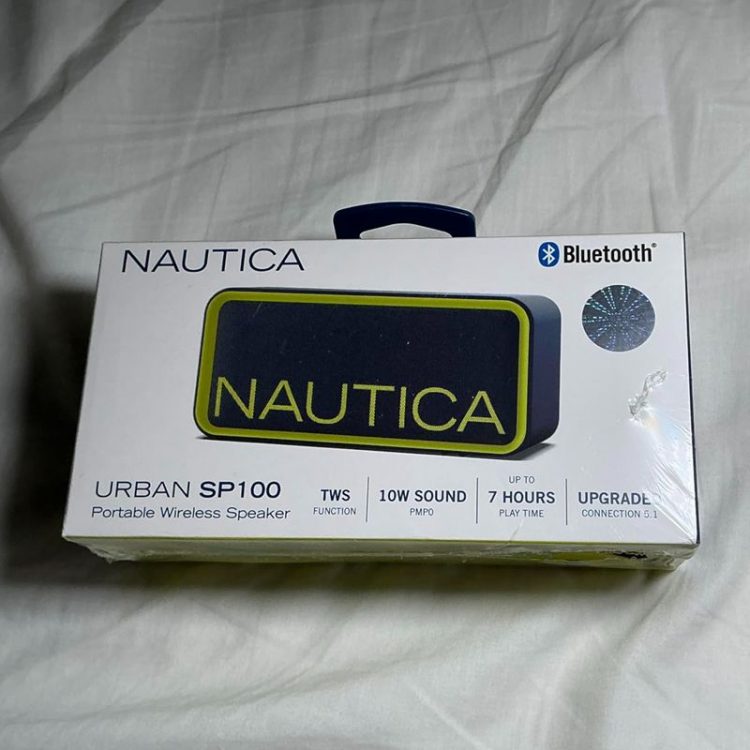 NAUTICA
Bluetooth®
NAUTICA
URBAN SP100
Portable Wireless Speaker
TWS
FUNCTION
10W SOUND
PMPO
UP TO
7 HOURS
PLAY TIME
UPGRADED
CONNECTION 5.1